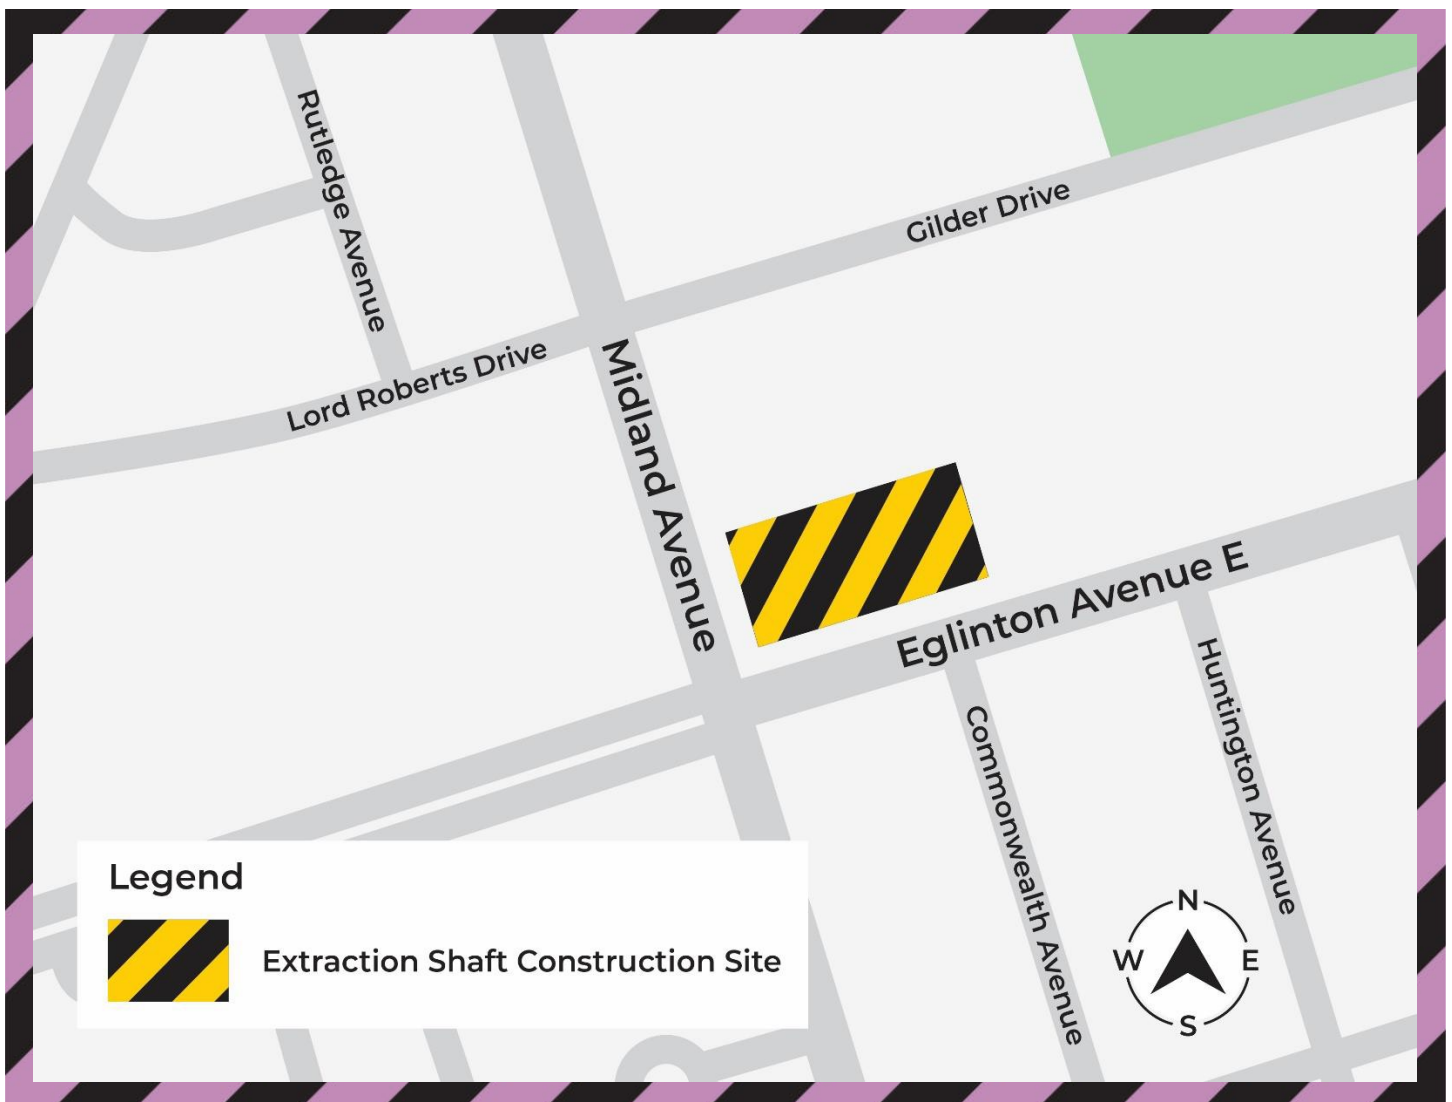 Rutledge Avenue
Gilder Drive
Lord Roberts Drive
Midland Avenue
Eglinton Avenue E
Commonwealth Avenue
Huntington Avenue
Legend
Extraction Shaft Construction Site
N
W E
S